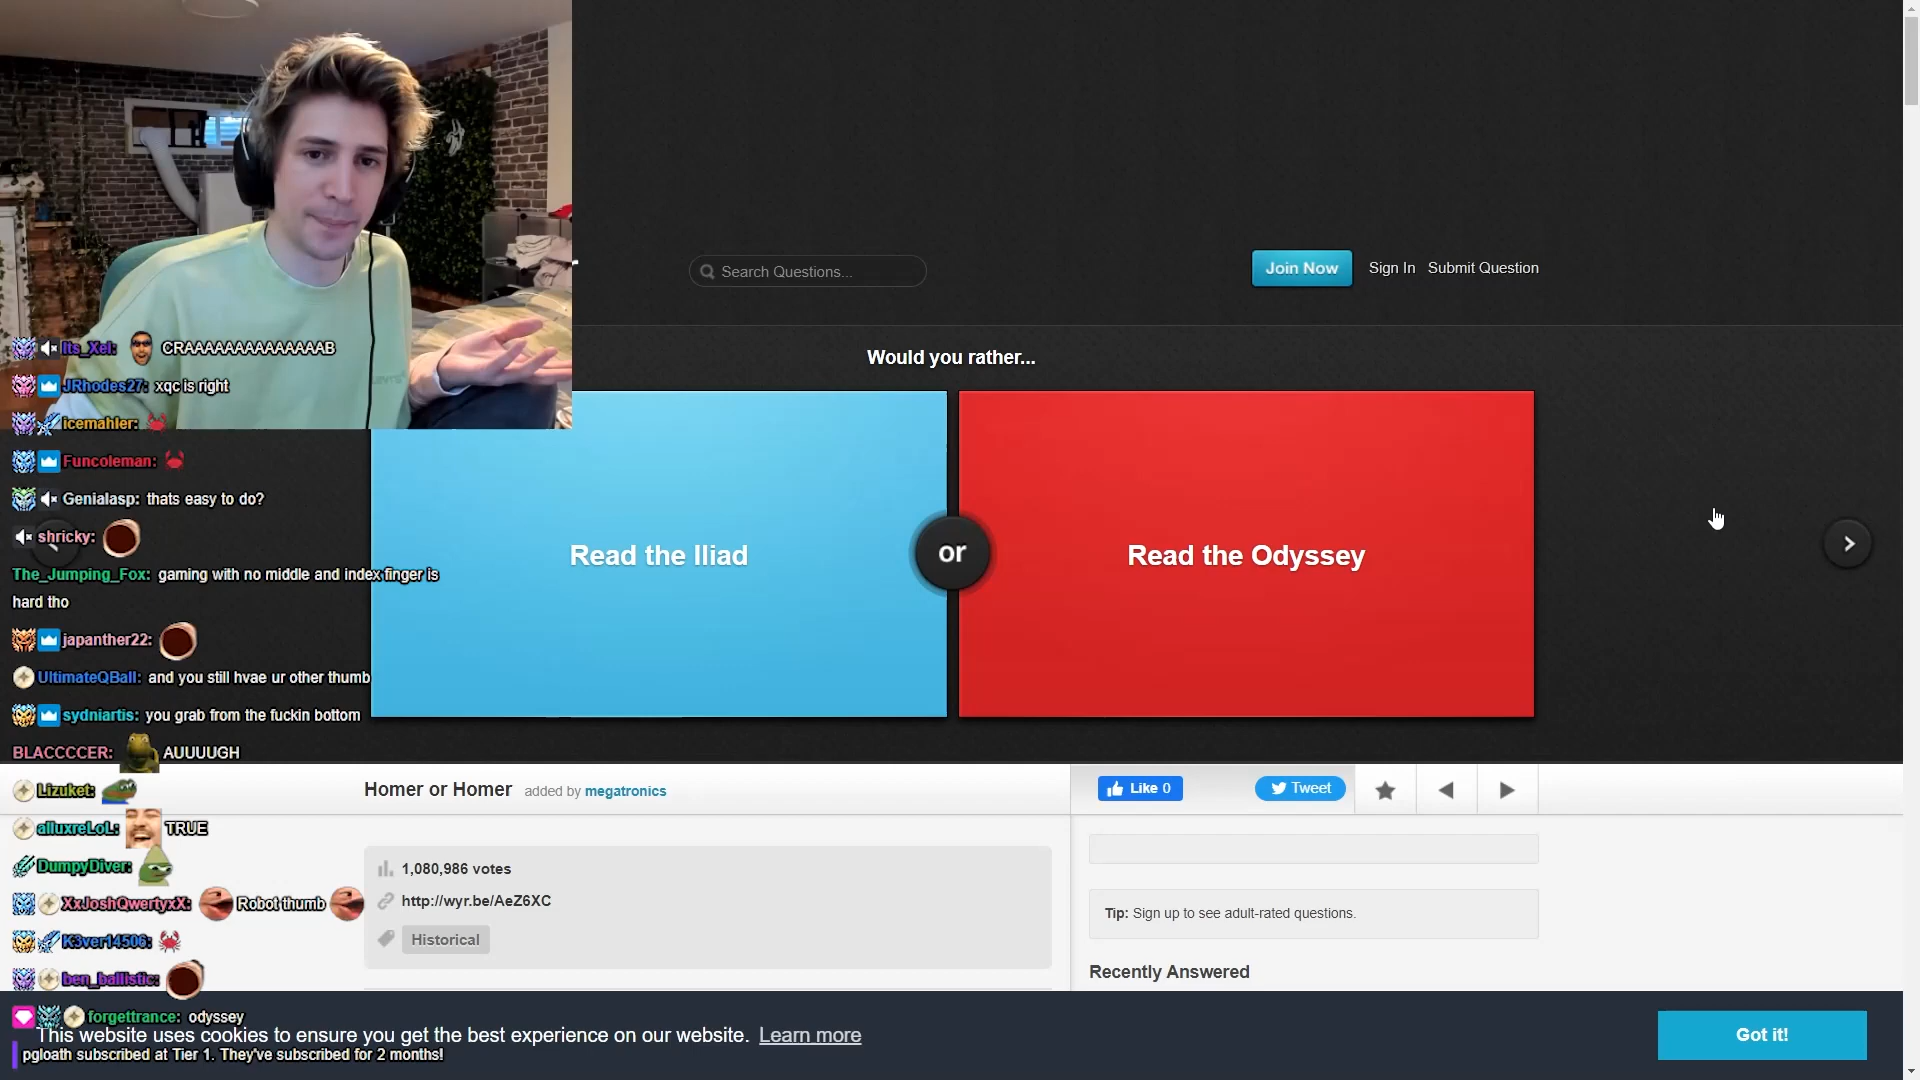 Search Questions...
Join Now
Sign In
Submit Question
Would you rather...
Its_Xel: CRAAAAAAAAAAAAAB
JRhodes27: xqc is right
icemahler:
Funcoleman:
Genialasp: thats easy to do?
shricky:
The_Jumping_Fox: gaming with no middle and index finger is
hard tho
japanther22:
UltimateQBall: and you still hvae ur other thumb
sydniartis: you grab from the fuckin bottom
BLACCCCER: AUUUUGH
Lizuket:
alluxreLoL: TRUE
DumpyDiver:
XxJoshQwertyxX: Robot thumb
K3ver14506:
ben_ballistic:
forgettrance: odyssey
pgloath subscribed at Tier 1. They've subscribed for 2 months!
Read the Iliad
or
Read the Odyssey
Homer or Homer added by megatronics
Like 0
Tweet
1,080,986 votes
http://wyr.be/AeZ6XC
Historical
Tip: Sign up to see adult-rated questions.
Recently Answered
This website uses cookies to ensure you get the best experience on our website. Learn more
Got it!